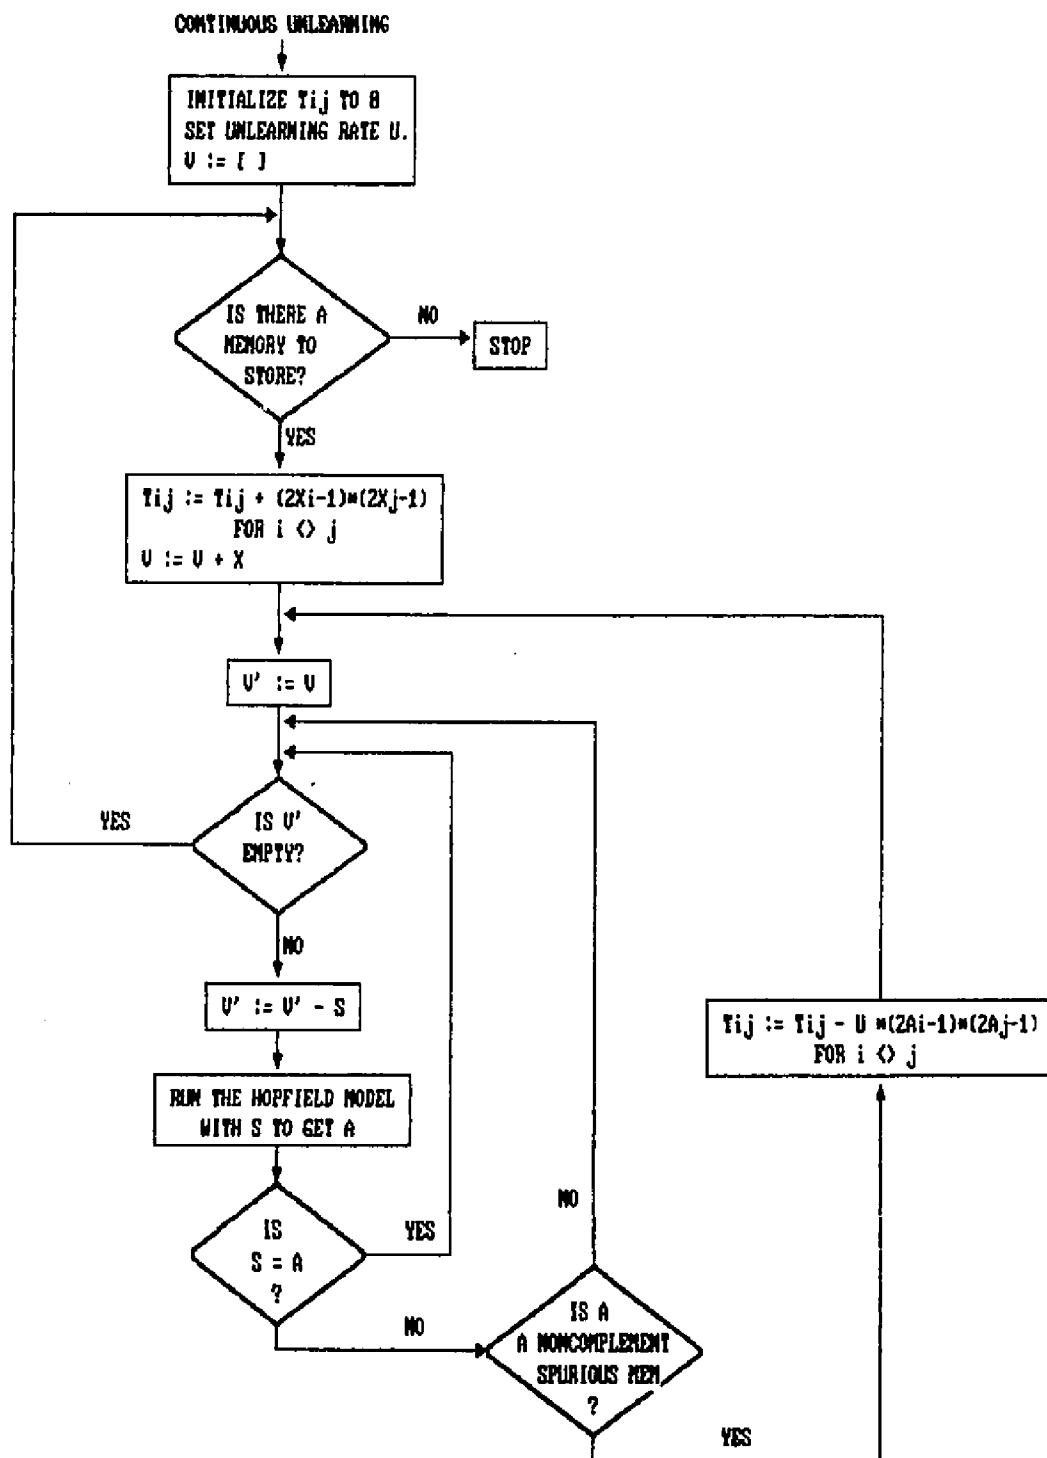 CONTINUOUS UNLEARNING
INITIALIZE Tij TO 0
SET UNLEARNING RATE U.
V := [ ]
IS THERE A
MEMORY TO
STORE?
NO
STOP
YES
Tij := Tij + (2Xi-1)*(2Xj-1)
FOR i <> j
V := V + X
V' := V
IS V'
EMPTY?
YES
NO
V' := V' - S
Tij := Tij - U *(2Ai-1)*(2Aj-1)
FOR i <> j
RUN THE HOPFIELD MODEL
WITH S TO GET A
NO
IS
S = A
?
YES
NO
IS A
A NONCOMPLEMENT
SPURIOUS MEM
?
YES